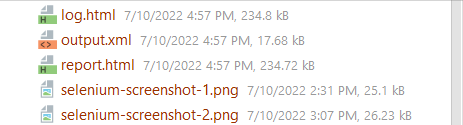 log.html 7/10/2022 4:57 PM, 234.8 kB
output.xml 7/10/2022 4:57 PM, 17.68 kB
report.html 7/10/2022 4:57 PM, 234.72 kB
selenium-screenshot-1.png 7/10/2022 2:31 PM, 25.1 kB
selenium-screenshot-2.png 7/10/2022 3:07 PM, 26.23 kB